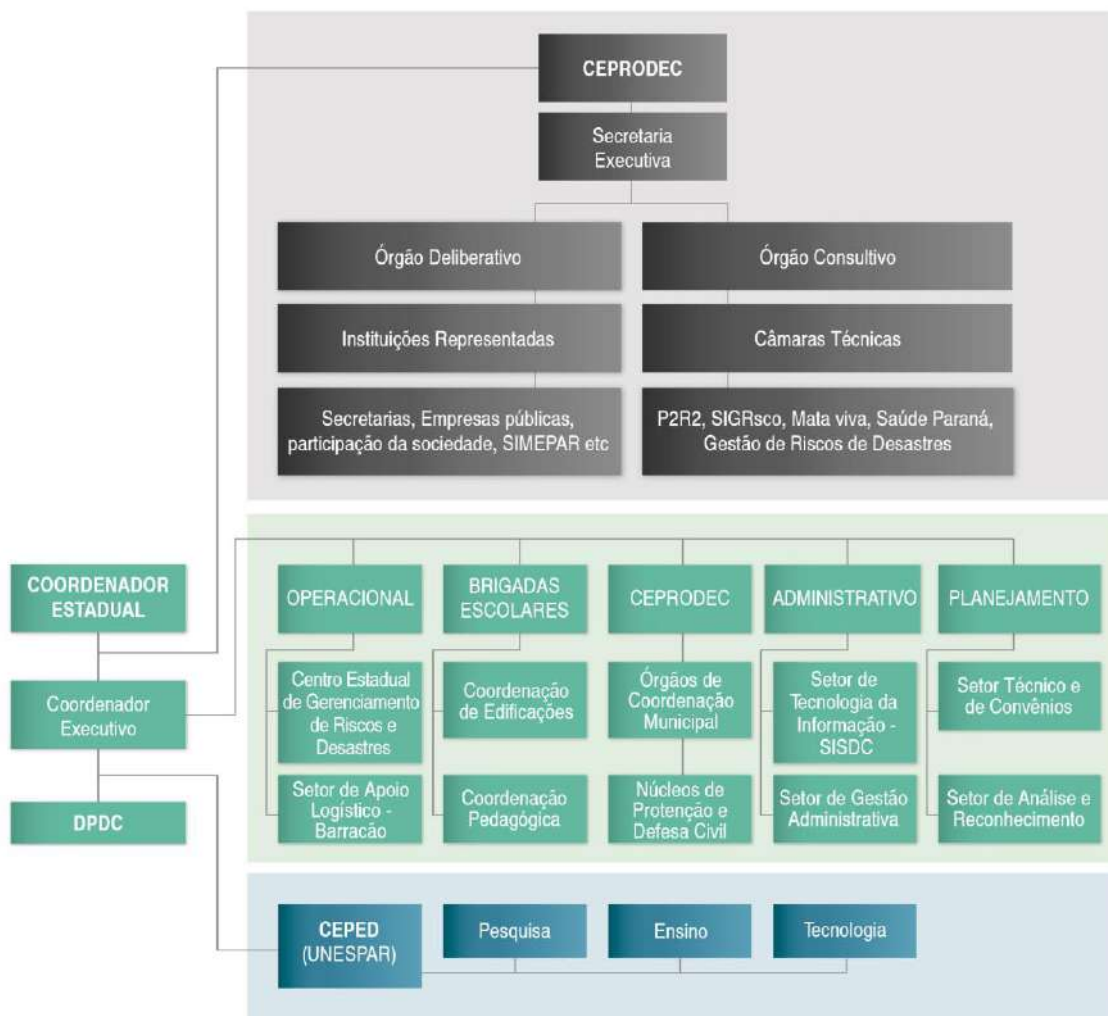 CEPRODEC
Secretaria
Executiva
Órgão Deliberativo
Órgão Consultivo
Instituições Representadas
Câmaras Técnicas
Secretarias, Empresas públicas,
participação da sociedade, SIMEPAR etc
P2R2, SIGRsco, Mata viva, Saúde Paraná,
Gestão de Riscos de Desastres
COORDENADOR
ESTADUAL
Coordenador
Executivo
DPDC
OPERACIONAL
BRIGADAS
ESCOLARES
CEPRODEC
ADMINISTRATIVO
PLANEJAMENTO
Centro Estadual
de Gerenciamento
de Riscos e
Desastres
Coordenação
de Edificações
Órgãos de
Coordenação
Municipal
Setor de
Tecnologia da
Informação -
SISDC
Setor Técnico e
de Convênios
Setor de Apoio
Logístico -
Barracão
Coordenação
Pedagógica
Núcleos de
Protenção e
Defesa Civil
Setor de Gestão
Administrativa
Setor de Análise e
Reconhecimento
CEPED
(UNESPAR)
Pesquisa
Ensino
Tecnologia